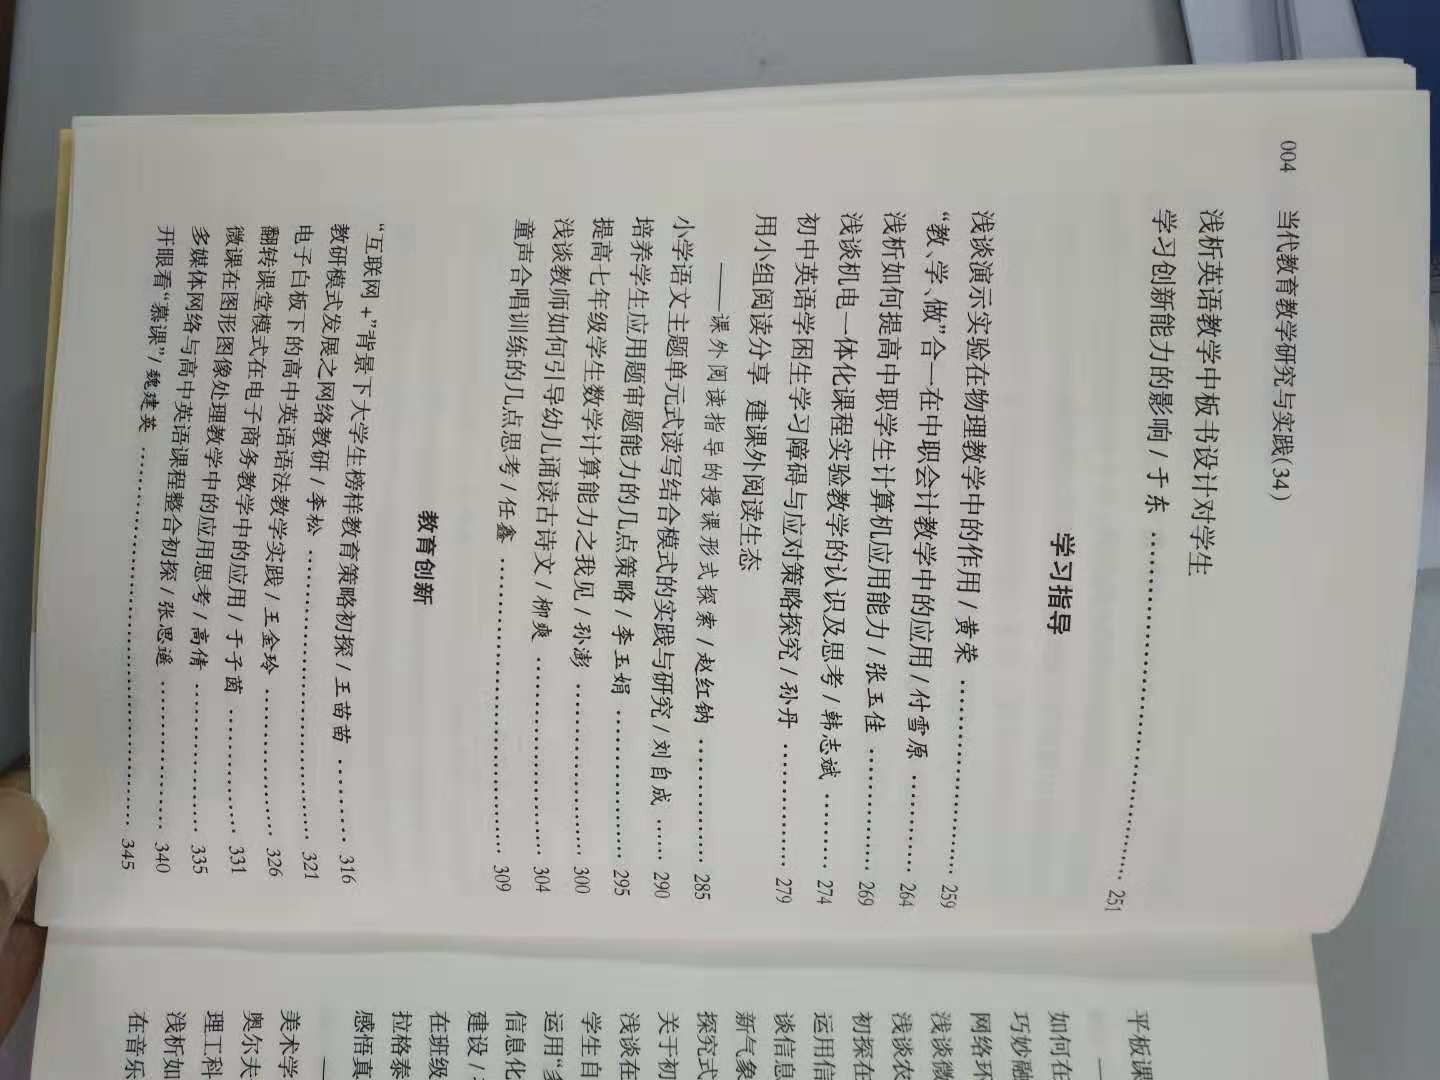 004 当代教育教学研究与实践(34)
浅析英语教学中板书设计对学生
学习创新能力的影响 / 于东 …………………………… 251
学习指导
浅谈演示实验在物理教学中的作用 / 黄荣 …………………… 259
“教、学、做”合一在中职会计教学中的应用 / 付雪原 ………… 264
浅析如何提高中职学生计算机应用能力 / 张玉佳 …………… 269
浅谈机电一体化课程实验教学的认识及思考 / 韩志斌 ……… 274
初中英语学困生学习障碍与应对策略探究 / 孙丹 …………… 279
用小组阅读分享 建课外阅读生态
——课外阅读指导的授课形式探索 / 赵红钠 …………… 285
小学语文主题单元式读写结合模式的实践与研究 / 刘自成 …… 290
培养学生应用题审题能力的几点策略 / 李玉娟 ……………… 295
提高七年级学生数学计算能力之我见 / 孙澎 ………………… 300
浅谈教师如何引导幼儿诵读古诗文 / 柳爽 …………………… 304
童声合唱训练的几点思考 / 任鑫 ……………………………… 309
教育创新
“互联网+”背景下大学生榜样教育策略初探 / 王苗苗 ……… 316
教研模式发展之网络教研 / 李松 ……………………………… 321
电子白板下的高中英语语法教学实践 / 王金玲 ……………… 326
翻转课堂模式在电子商务教学中的应用 / 于子茵 …………… 331
微课在图形图像处理教学中的应用思考 / 高倩 ……………… 335
多媒体网络与高中英语课程整合初探 / 张思遥 ……………… 340
开眼看“慕课” / 魏建英 ……………………………………… 345
平板课
如何在
巧妙融
网络环
浅谈微
浅谈农
初探在
运用信
谈信息
新气象
探究式
关于初
浅谈在
学生自
运用“多
信息化
建设 /
在班级
拉格泰
感悟真
美术学
奥尔夫
理工科
浅析如
在音乐